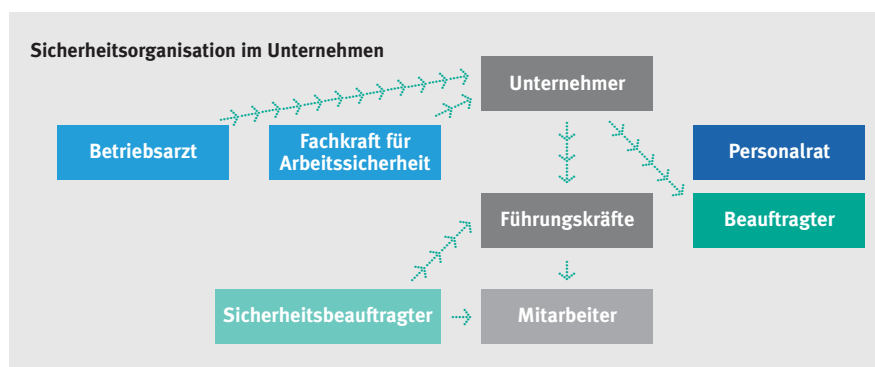 Sicherheitsorganisation im Unternehmen
Unternehmer
Betriebsarzt
Fachkraft für
Arbeitssicherheit
Personalrat
Führungskräfte
Beauftragter
Sicherheitsbeauftragter
Mitarbeiter